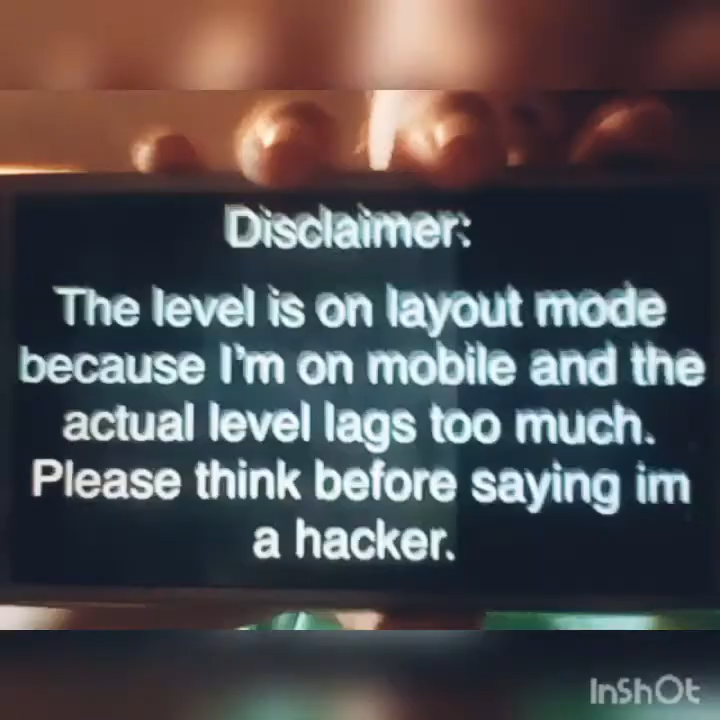 Disclaimer:
The level is on layout mode
because I'm on mobile and the
actual level lags too much.
Please think before saying im
a hacker.
InShOt